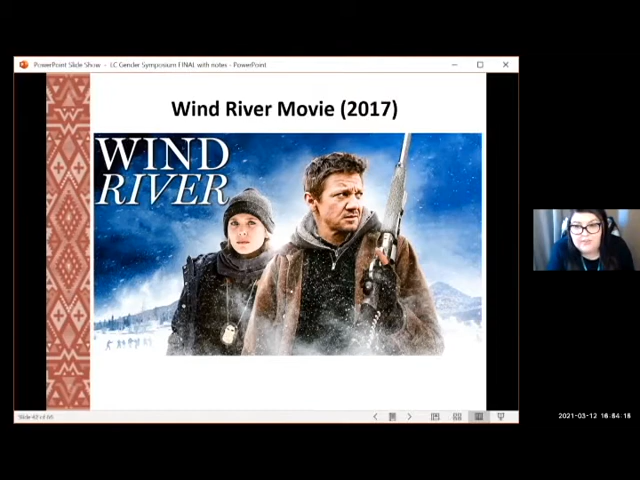 PowerPoint Slide Show - LC Gender Symposium FINAL with notes - PowerPoint
Wind River Movie (2017)
WIND
RIVER
2021-03-12 16:54:18